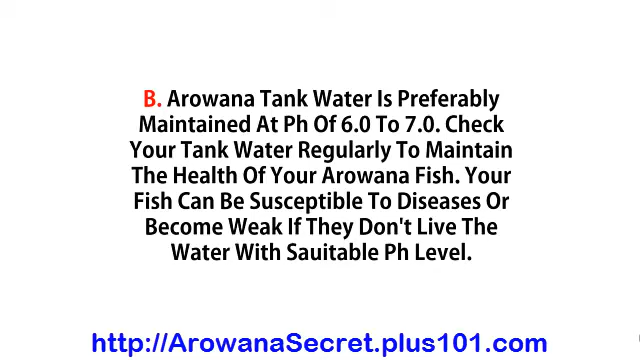 B. Arowana Tank Water Is Preferably
Maintained At Ph Of 6.0 To 7.0. Check
Your Tank Water Regularly To Maintain
The Health Of Your Arowana Fish. Your
Fish Can Be Susceptible To Diseases Or
Become Weak If They Don't Live The
Water With Sauitable Ph Level.
http://ArowanaSecret.plus101.com